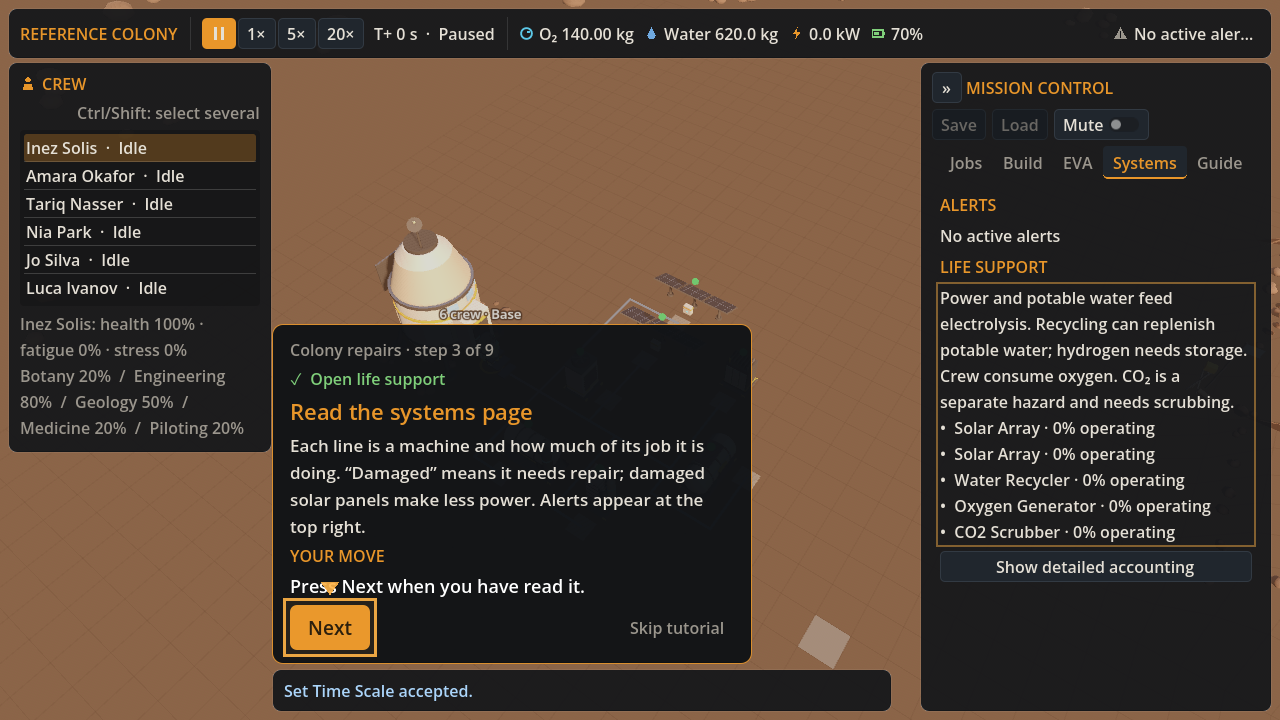 REFERENCE COLONY
1×
5×
20×
T+ 0 s · Paused
O₂ 140.00 kg
Water 620.0 kg
0.0 kW
70%
No active aler...
CREW
Ctrl/Shift: select several
Inez Solis · Idle
Amara Okafor · Idle
Tariq Nasser · Idle
Nia Park · Idle
Jo Silva · Idle
Luca Ivanov · Idle
Inez Solis: health 100% ·
fatigue 0% · stress 0%
Botany 20% / Engineering
80% / Geology 50% /
Medicine 20% / Piloting 20%
6 crew · Base
Colony repairs · step 3 of 9
✓ Open life support
Read the systems page
Each line is a machine and how much of its job it is
doing. “Damaged” means it needs repair; damaged
solar panels make less power. Alerts appear at the
top right.
YOUR MOVE
Press Next when you have read it.
Next
Skip tutorial
Set Time Scale accepted.
»
MISSION CONTROL
Save
Load
Mute
Jobs
Build
EVA
Systems
Guide
ALERTS
No active alerts
LIFE SUPPORT
Power and potable water feed
electrolysis. Recycling can replenish
potable water; hydrogen needs storage.
Crew consume oxygen. CO₂ is a
separate hazard and needs scrubbing.
• Solar Array · 0% operating
• Solar Array · 0% operating
• Water Recycler · 0% operating
• Oxygen Generator · 0% operating
• CO2 Scrubber · 0% operating
Show detailed accounting